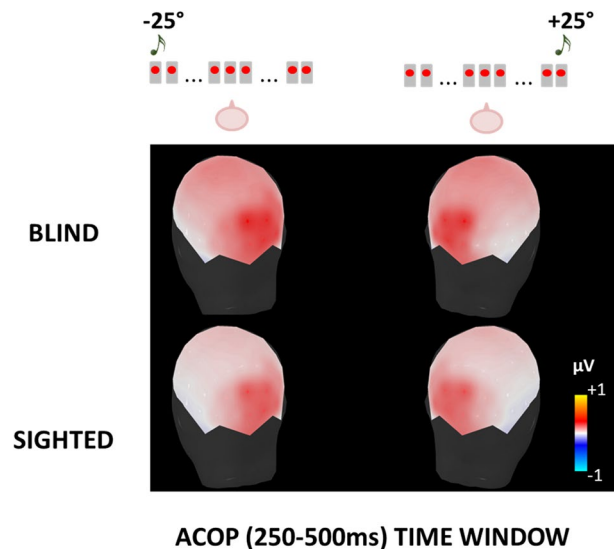 -25°
+25°
... ...
... ...
BLIND
SIGHTED
µV
+1
-1
ACOP (250-500ms) TIME WINDOW